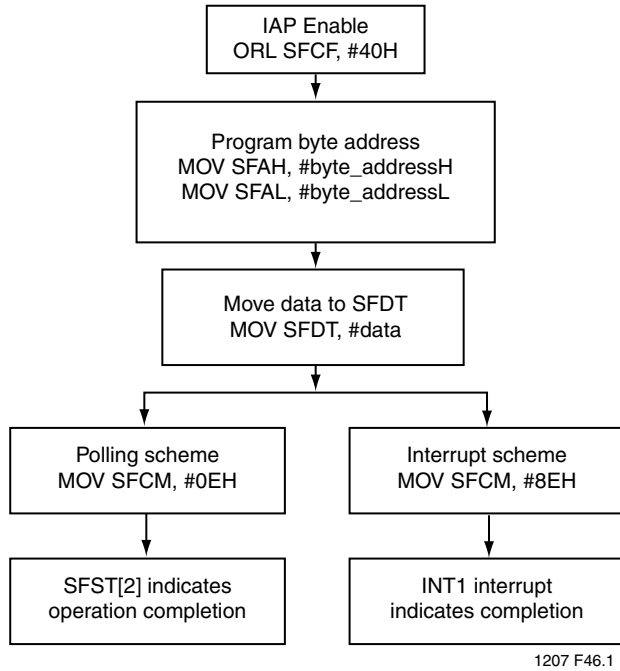 IAP Enable
ORL SFCF, #40H
Program byte address
MOV SFAH, #byte_addressH
MOV SFAL, #byte_addressL
Move data to SFDT
MOV SFDT, #data
Polling scheme
MOV SFCM, #0EH
Interrupt scheme
MOV SFCM, #8EH
SFST[2] indicates
operation completion
INT1 interrupt
indicates completion
1207 F46.1